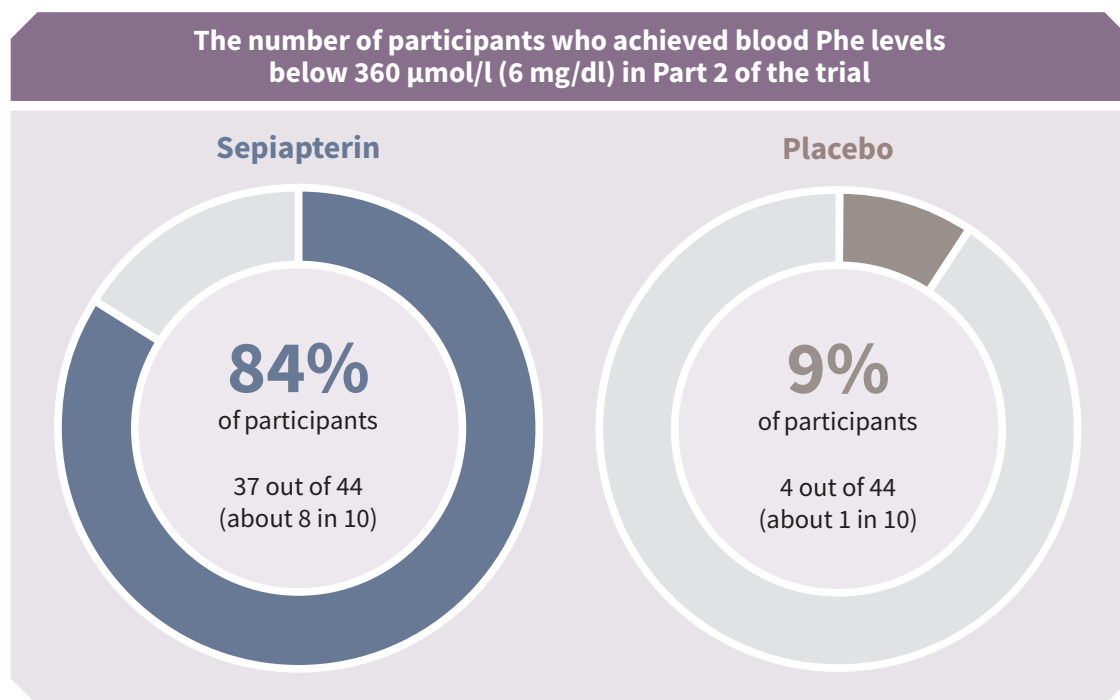 The number of participants who achieved blood Phe levels
below 360 µmol/l (6 mg/dl) in Part 2 of the trial
Sepiapterin
84%
of participants
37 out of 44
(about 8 in 10)
Placebo
9%
of participants
4 out of 44
(about 1 in 10)